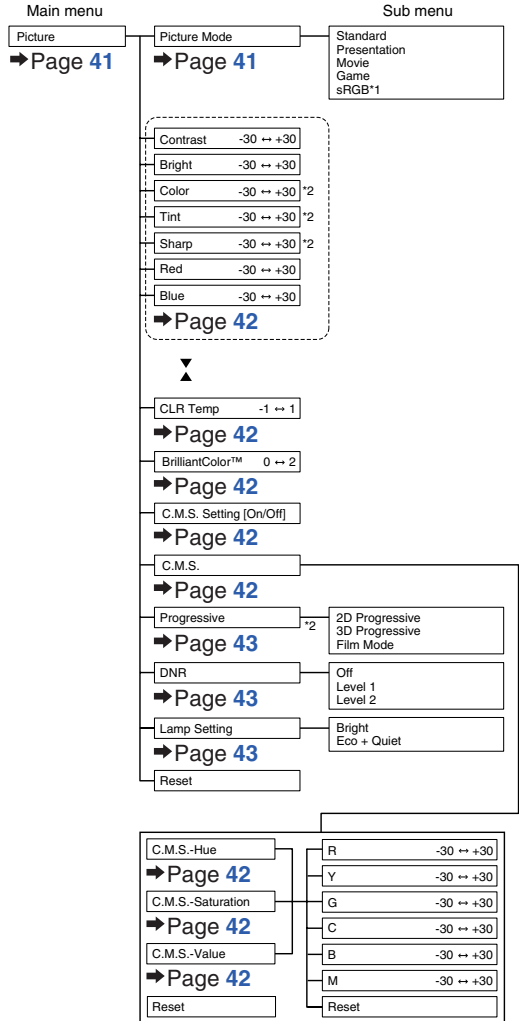 Main menu
Sub menu
Picture
➡Page 41
Picture Mode
➡Page 41
Standard
Presentation
Movie
Game
sRGB*1
Contrast -30 ↔ +30
Bright -30 ↔ +30
Color -30 ↔ +30 *2
Tint -30 ↔ +30 *2
Sharp -30 ↔ +30 *2
Red -30 ↔ +30
Blue -30 ↔ +30
➡Page 42
CLR Temp -1 ↔ 1
➡Page 42
BrilliantColor™ 0 ↔ 2
➡Page 42
C.M.S. Setting [On/Off]
➡Page 42
C.M.S.
➡Page 42
Progressive *2
➡Page 43
2D Progressive
3D Progressive
Film Mode
DNR
➡Page 43
Off
Level 1
Level 2
Lamp Setting
➡Page 43
Bright
Eco + Quiet
Reset
C.M.S.-Hue
➡Page 42
C.M.S.-Saturation
➡Page 42
C.M.S.-Value
➡Page 42
Reset
R -30 ↔ +30
Y -30 ↔ +30
G -30 ↔ +30
C -30 ↔ +30
B -30 ↔ +30
M -30 ↔ +30
Reset